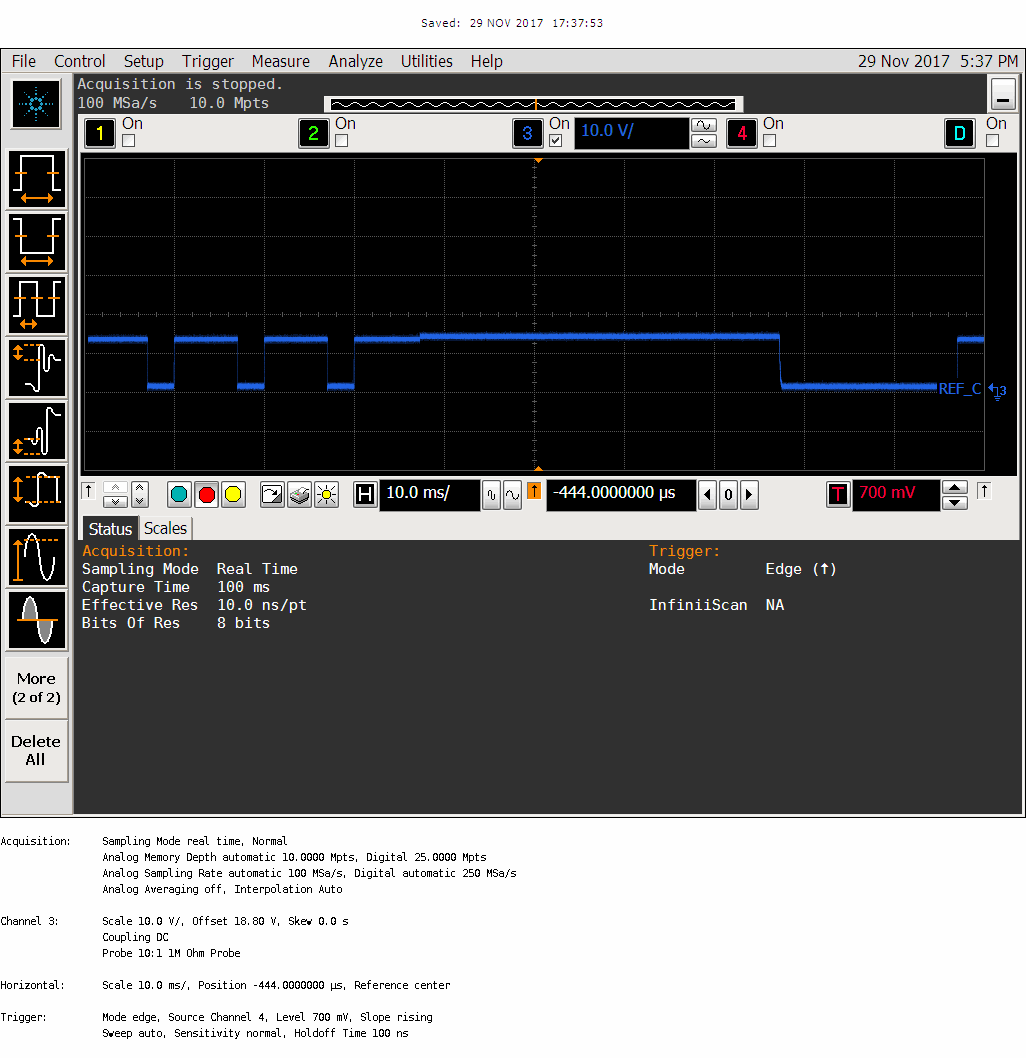 Saved: 29 NOV 2017 17:37:53
File Control Setup Trigger Measure Analyze Utilities Help 29 Nov 2017 5:37 PM
Acquisition is stopped.
100 MSa/s 10.0 Mpts
1 On 2 On 3 On 10.0 V/ 4 On D On
REF_C 3
H 10.0 ms/ -444.0000000 µs 0 T 700 mV
Status Scales
Acquisition: Trigger:
Sampling Mode Real Time Mode Edge (↑)
Capture Time 100 ms
Effective Res 10.0 ns/pt InfiniiScan NA
Bits Of Res 8 bits
More
(2 of 2)
Delete
All
Acquisition: Sampling Mode real time, Normal
Analog Memory Depth automatic 10.0000 Mpts, Digital 25.0000 Mpts
Analog Sampling Rate automatic 100 MSa/s, Digital automatic 250 MSa/s
Analog Averaging off, Interpolation Auto
Channel 3: Scale 10.0 V/, Offset 18.80 V, Skew 0.0 s
Coupling DC
Probe 10:1 1M Ohm Probe
Horizontal: Scale 10.0 ms/, Position -444.0000000 µs, Reference center
Trigger: Mode edge, Source Channel 4, Level 700 mV, Slope rising
Sweep auto, Sensitivity normal, Holdoff Time 100 ns